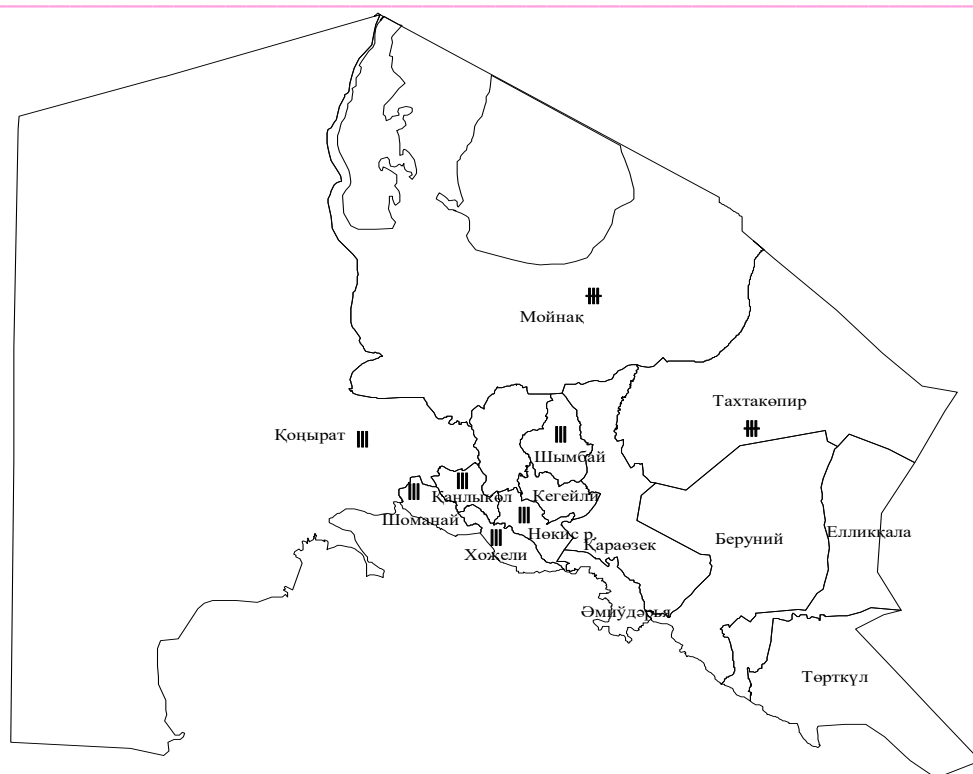 Мойнақ
Тахтакөпир
Қоңырат
Шымбай
Қанлыкөл
Кегейли
Шоманай
Нөкис р.
Хожели
Қараөзек
Беруний
Елликқала
Әмиўдәрья
Төрткүл